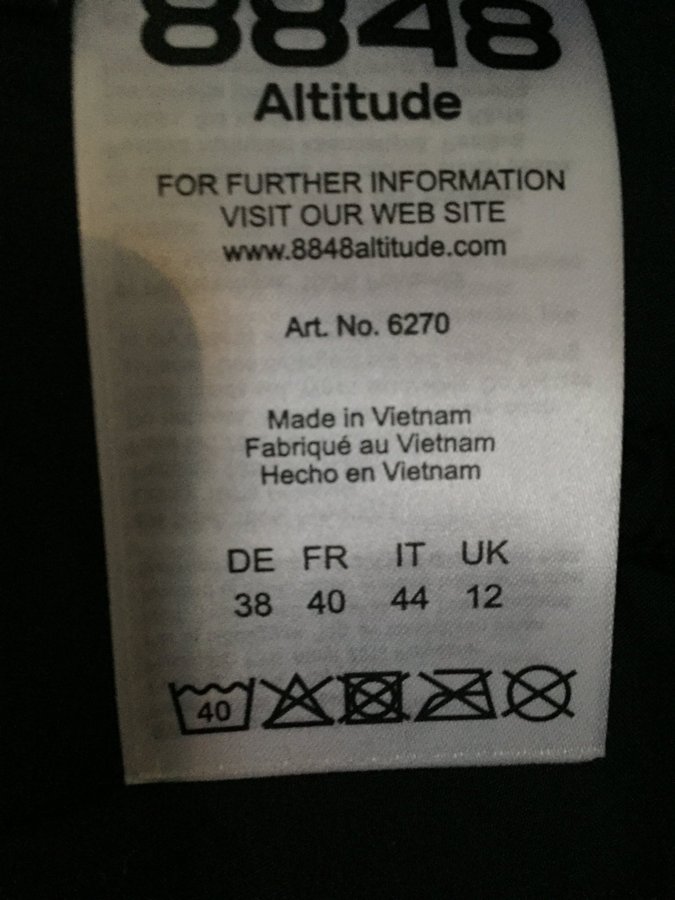 8848
Altitude
FOR FURTHER INFORMATION
VISIT OUR WEB SITE
www.8848altitude.com
Art. No. 6270
Made in Vietnam
Fabriqué au Vietnam
Hecho en Vietnam
DE FR IT UK
38 40 44 12
40